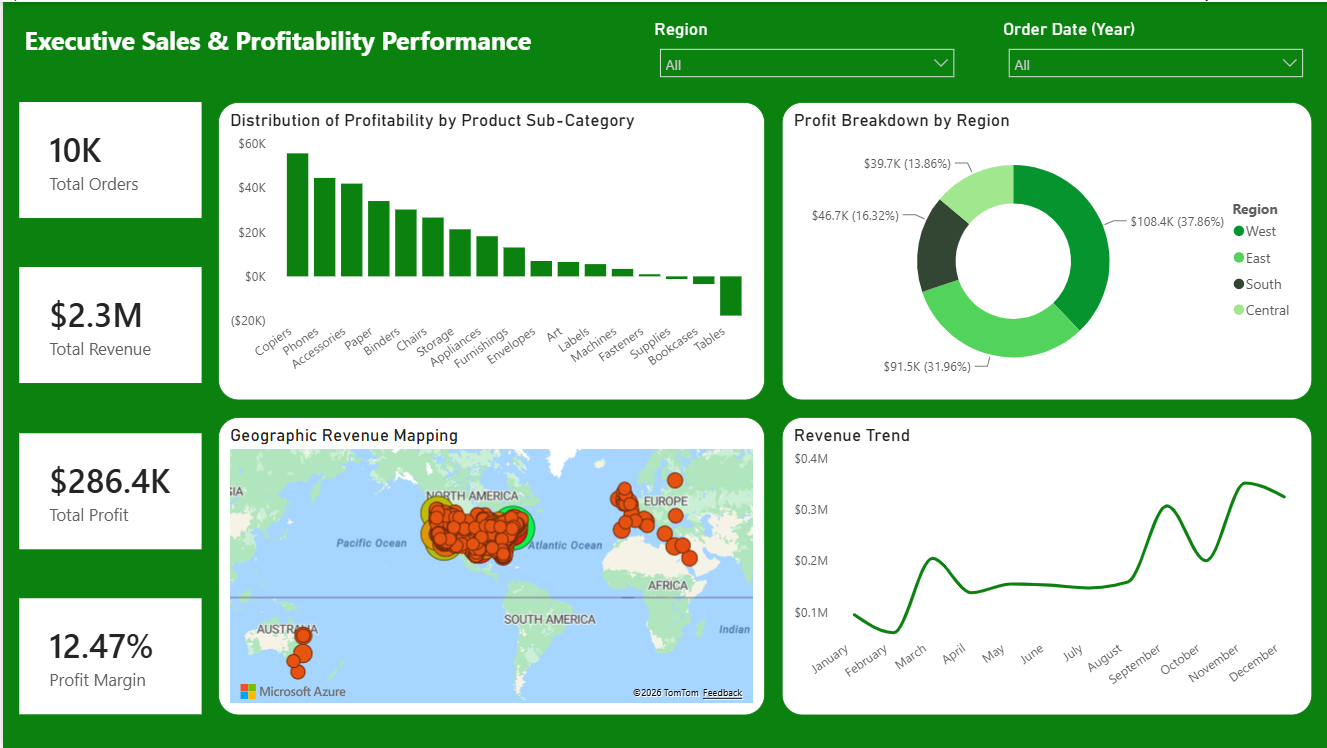 Executive Sales & Profitability Performance
Region
All
Order Date (Year)
All
10K
Total Orders
$2.3M
Total Revenue
$286.4K
Total Profit
12.47%
Profit Margin
Distribution of Profitability by Product Sub-Category
$60K
$40K
$20K
$0K
($20K)
Copiers
Phones
Accessories
Paper
Binders
Chairs
Storage
Appliances
Furnishings
Envelopes
Art
Labels
Machines
Fasteners
Supplies
Bookcases
Tables
Profit Breakdown by Region
$39.7K (13.86%)
$46.7K (16.32%)
$108.4K (37.86%)
$91.5K (31.96%)
Region
West
East
South
Central
Geographic Revenue Mapping
NORTH AMERICA
EUROPE
Pacific Ocean
Atlantic Ocean
AFRICA
SOUTH AMERICA
AUSTRALIA
Indian
Microsoft Azure
©2026 TomTom Feedback
Revenue Trend
$0.4M
$0.3M
$0.2M
$0.1M
January
February
March
April
May
June
July
August
September
October
November
December